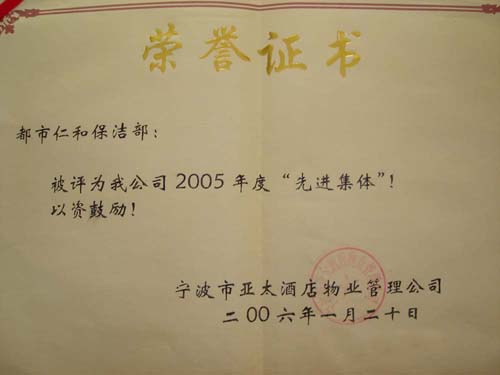 荣誉证书
都市仁和保洁部：
被评为我公司2005年度“先进集体”！
以资鼓励！
宁波市亚太酒店物业管理公司
二00六年一月二十日